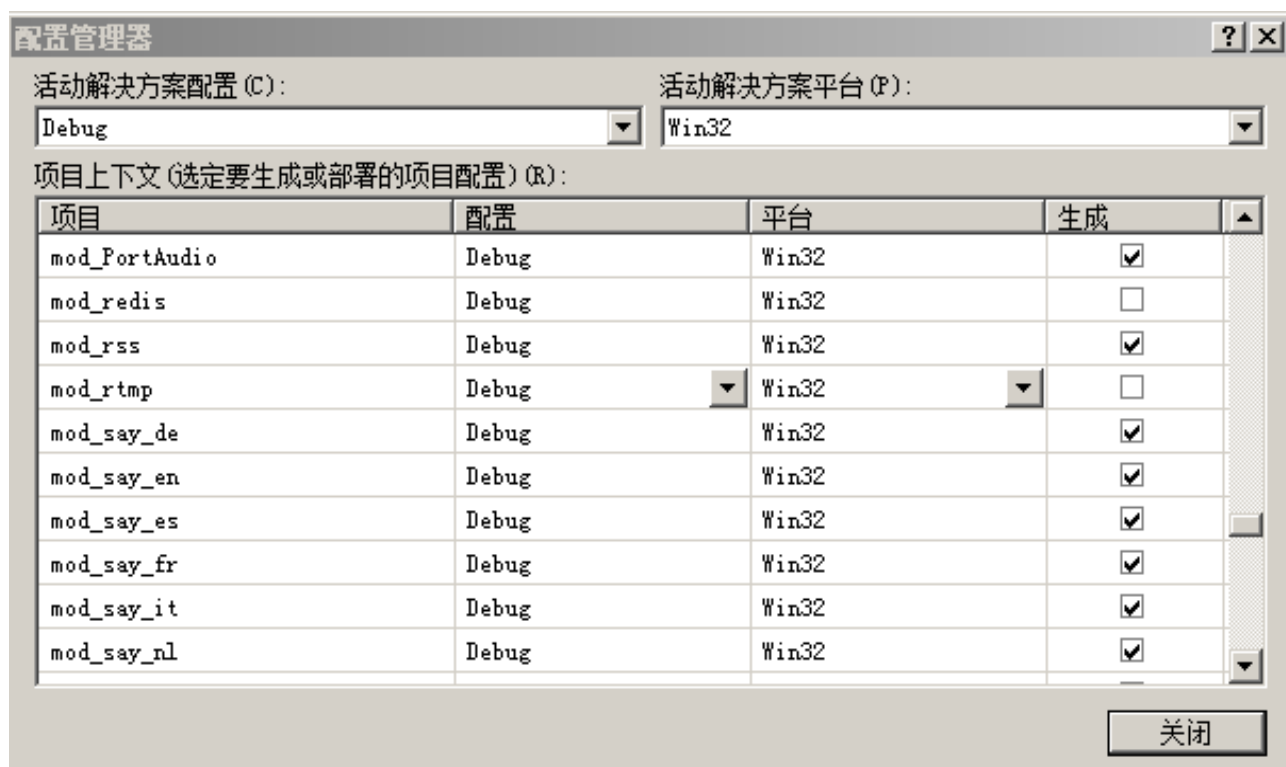 配置管理器
活动解决方案配置(C):
活动解决方案平台(P):
Debug
Win32
项目上下文(选定要生成或部署的项目配置)(R):
项目 配置 平台 生成
mod_PortAudio Debug Win32
mod_redis Debug Win32
mod_rss Debug Win32
mod_rtmp Debug Win32
mod_say_de Debug Win32
mod_say_en Debug Win32
mod_say_es Debug Win32
mod_say_fr Debug Win32
mod_say_it Debug Win32
mod_say_nl Debug Win32
关闭